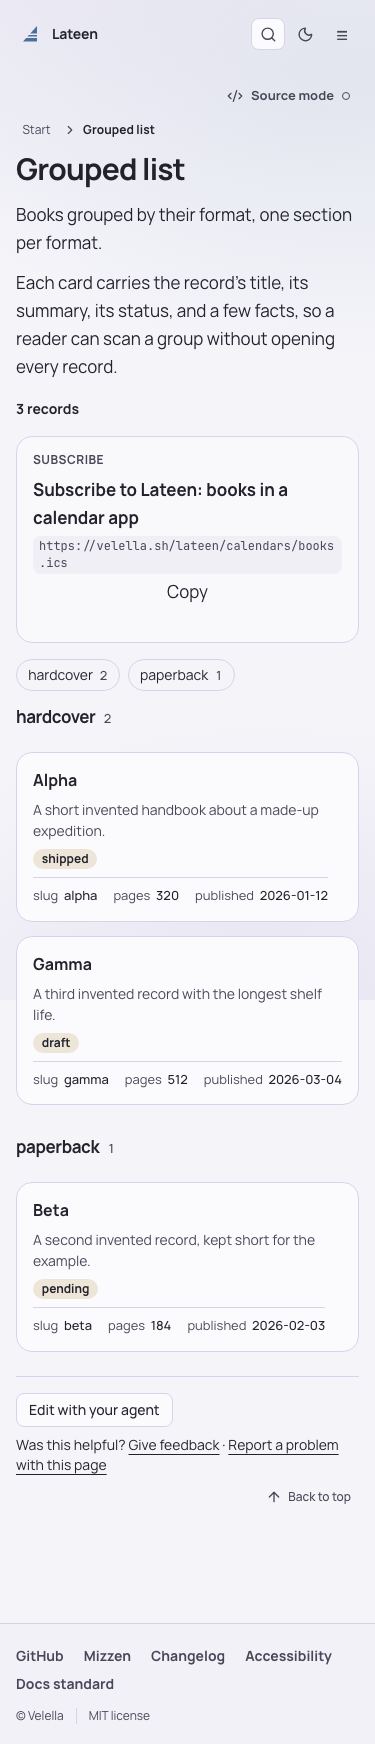 Lateen
Source mode
Start > Grouped list
Grouped list
Books grouped by their format, one section
per format.
Each card carries the record's title, its
summary, its status, and a few facts, so a
reader can scan a group without opening
every record.
3 records
SUBSCRIBE
Subscribe to Lateen: books in a
calendar app
https://velella.sh/lateen/calendars/books
.ics
Copy
hardcover 2 paperback 1
hardcover 2
Alpha
A short invented handbook about a made-up
expedition.
shipped
slug alpha pages 320 published 2026-01-12
Gamma
A third invented record with the longest shelf
life.
draft
slug gamma pages 512 published 2026-03-04
paperback 1
Beta
A second invented record, kept short for the
example.
pending
slug beta pages 184 published 2026-02-03
Edit with your agent
Was this helpful? Give feedback · Report a problem
with this page
Back to top
GitHub Mizzen Changelog Accessibility
Docs standard
© Velella MIT license